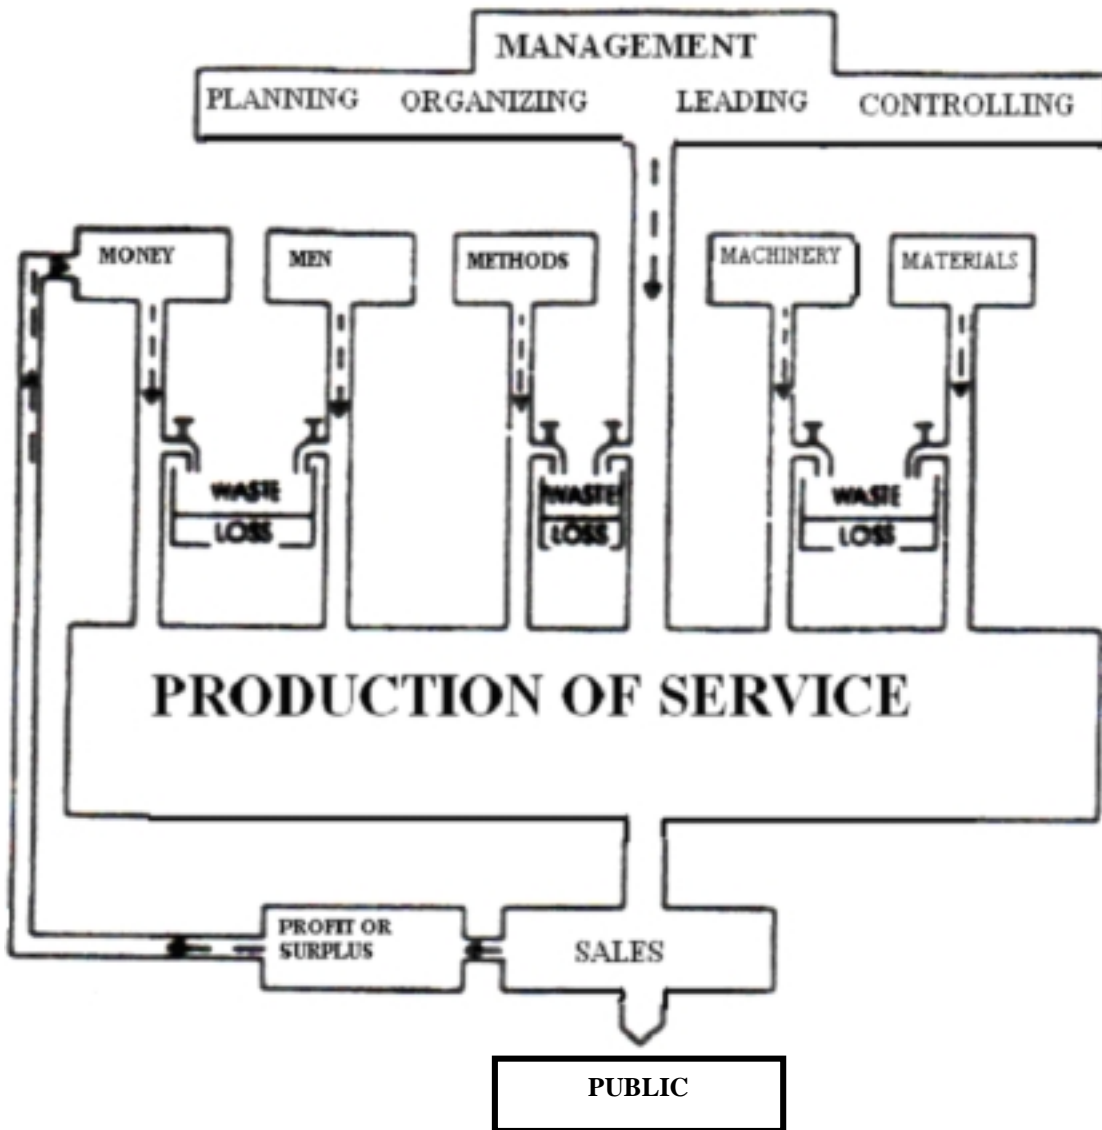 MANAGEMENT
PLANNING ORGANIZING LEADING CONTROLLING
MONEY MEN METHODS MACHINERY MATERIALS
WASTE WASTE WASTE
LOSS LOSS LOSS
PRODUCTION OF SERVICE
PROFIT OR
SURPLUS
SALES
PUBLIC